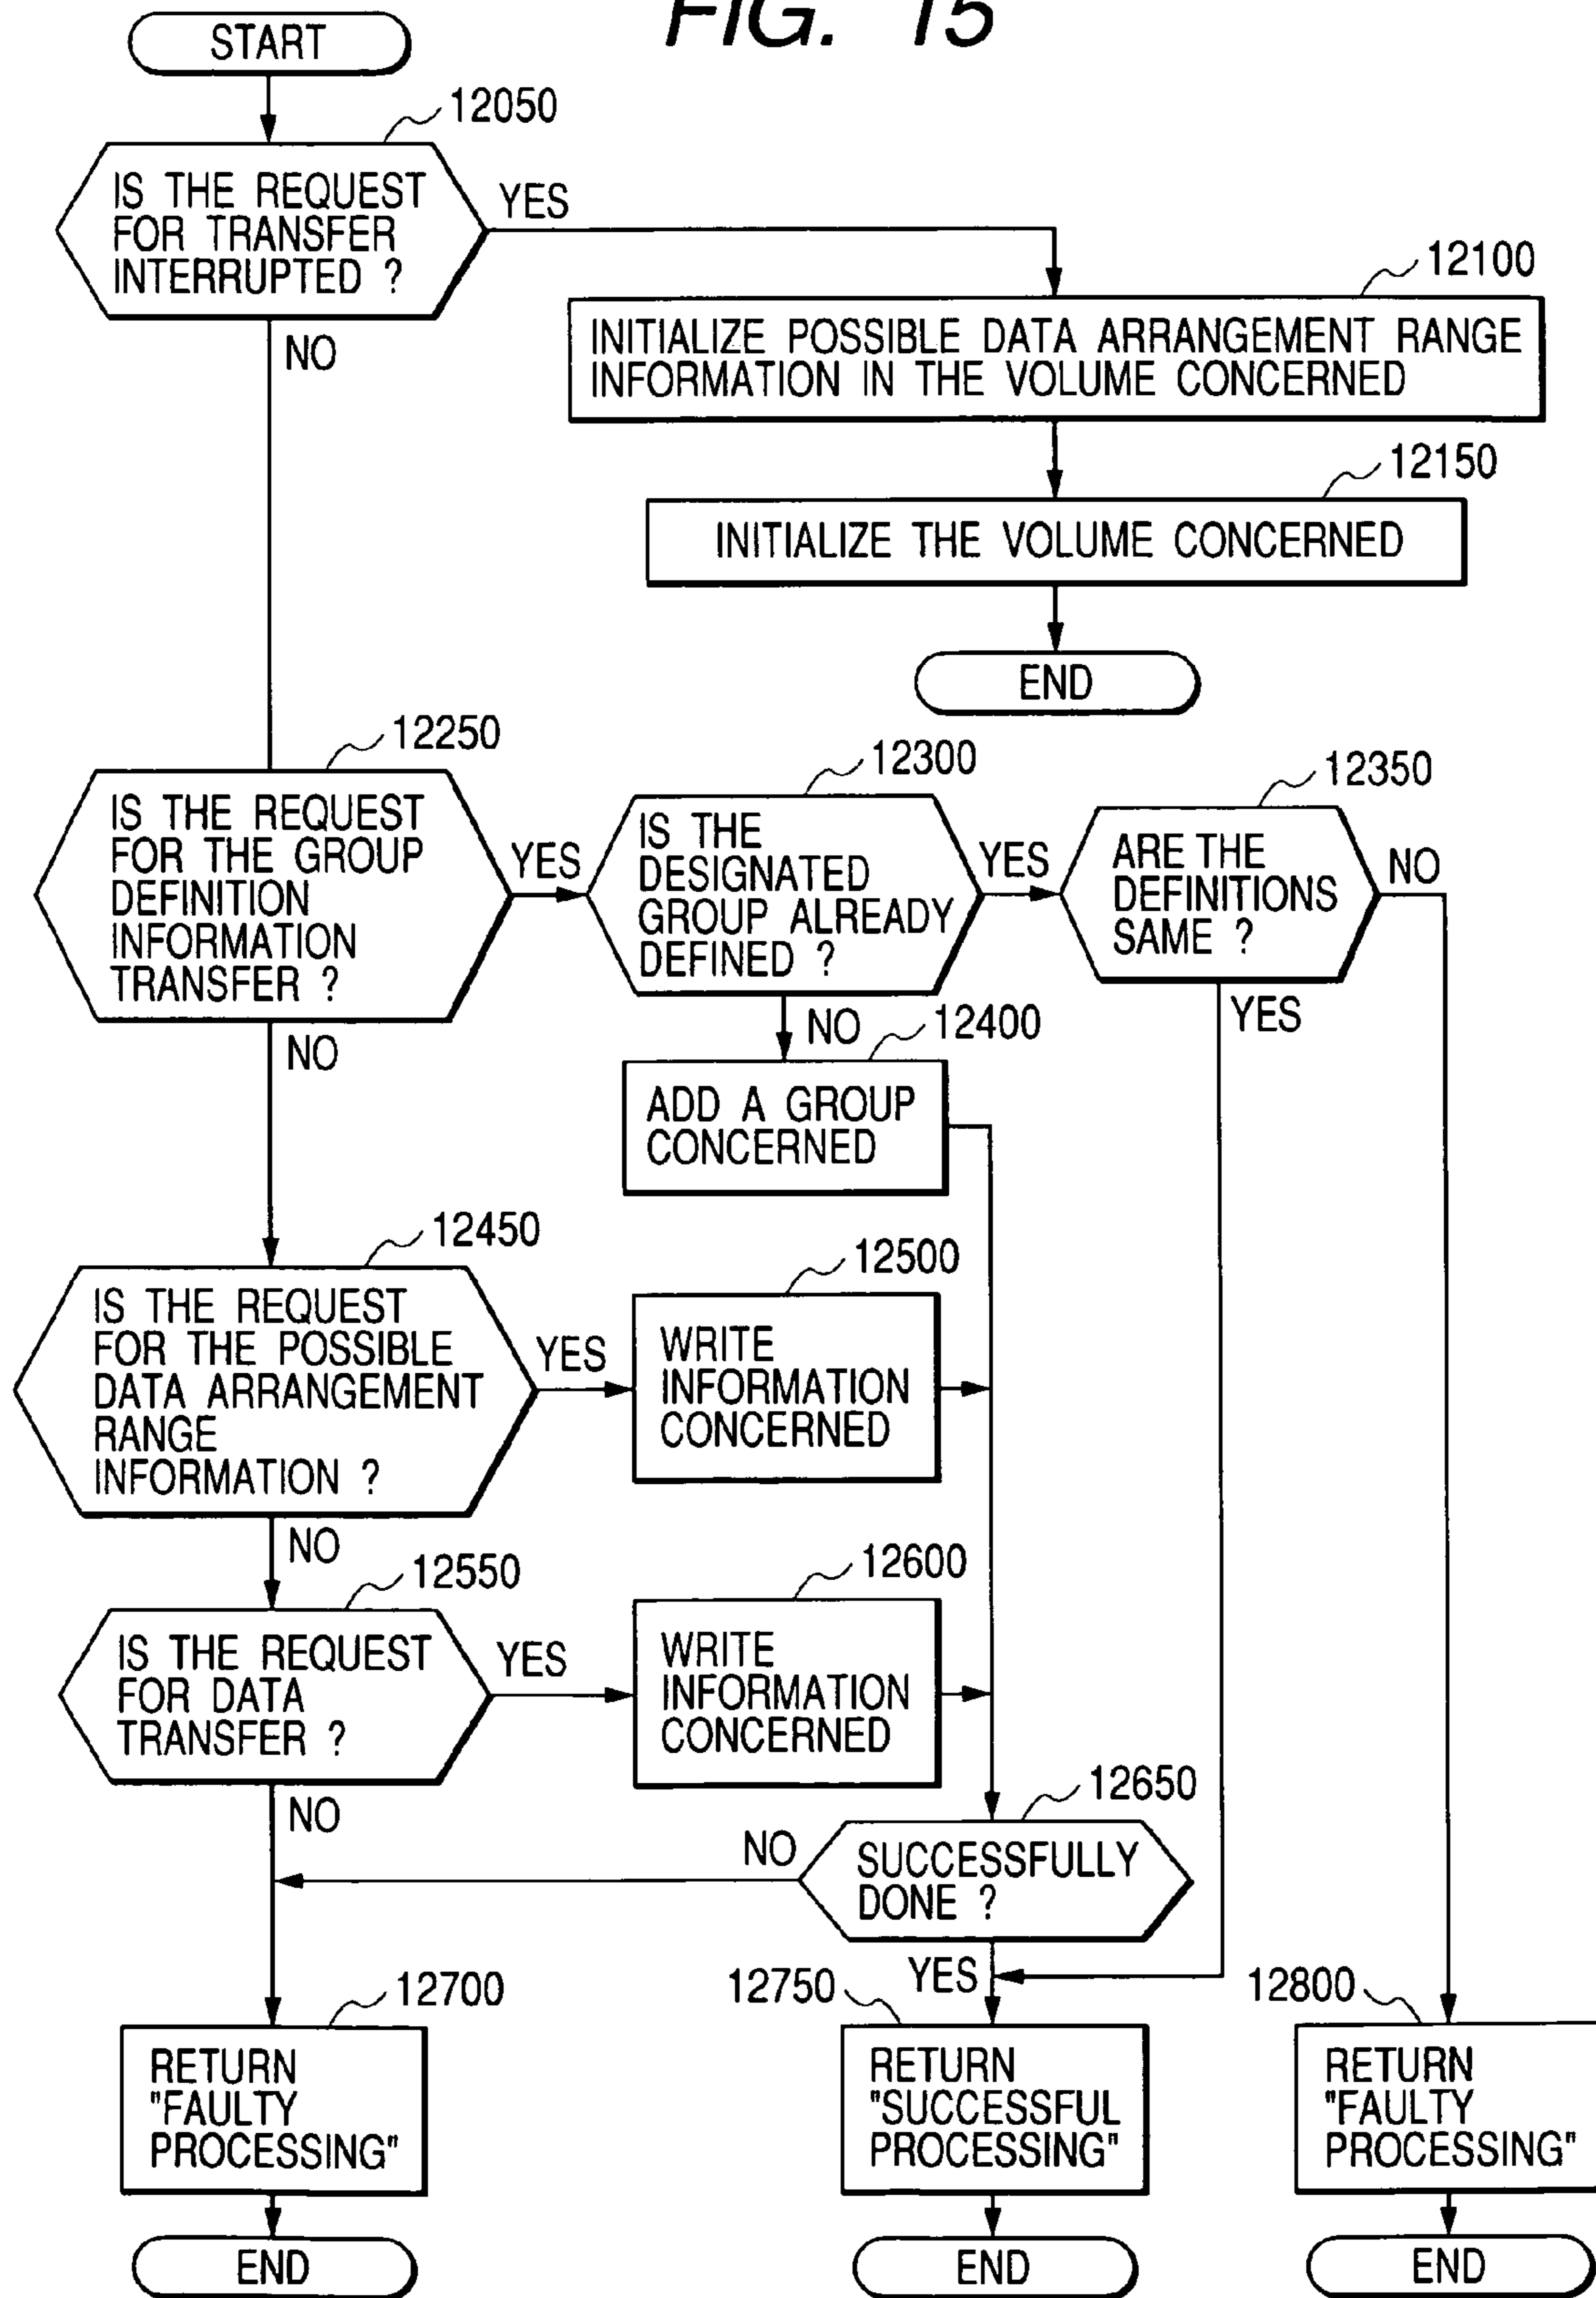 FIG. 15
START
12050
IS THE REQUEST
FOR TRANSFER
INTERRUPTED ?
YES
NO
12100
INITIALIZE POSSIBLE DATA ARRANGEMENT RANGE
INFORMATION IN THE VOLUME CONCERNED
12150
INITIALIZE THE VOLUME CONCERNED
END
12250
IS THE REQUEST
FOR THE GROUP
DEFINITION
INFORMATION
TRANSFER ?
YES
NO
12300
IS THE
DESIGNATED
GROUP ALREADY
DEFINED ?
YES
NO
12350
ARE THE
DEFINITIONS
SAME ?
NO
YES
12400
ADD A GROUP
CONCERNED
12450
IS THE REQUEST
FOR THE POSSIBLE
DATA ARRANGEMENT
RANGE
INFORMATION ?
YES
NO
12500
WRITE
INFORMATION
CONCERNED
12550
IS THE REQUEST
FOR DATA
TRANSFER ?
YES
NO
12600
WRITE
INFORMATION
CONCERNED
12650
SUCCESSFULLY
DONE ?
NO
YES
12700
RETURN
"FAULTY
PROCESSING"
END
12750
RETURN
"SUCCESSFUL
PROCESSING"
END
12800
RETURN
"FAULTY
PROCESSING"
END